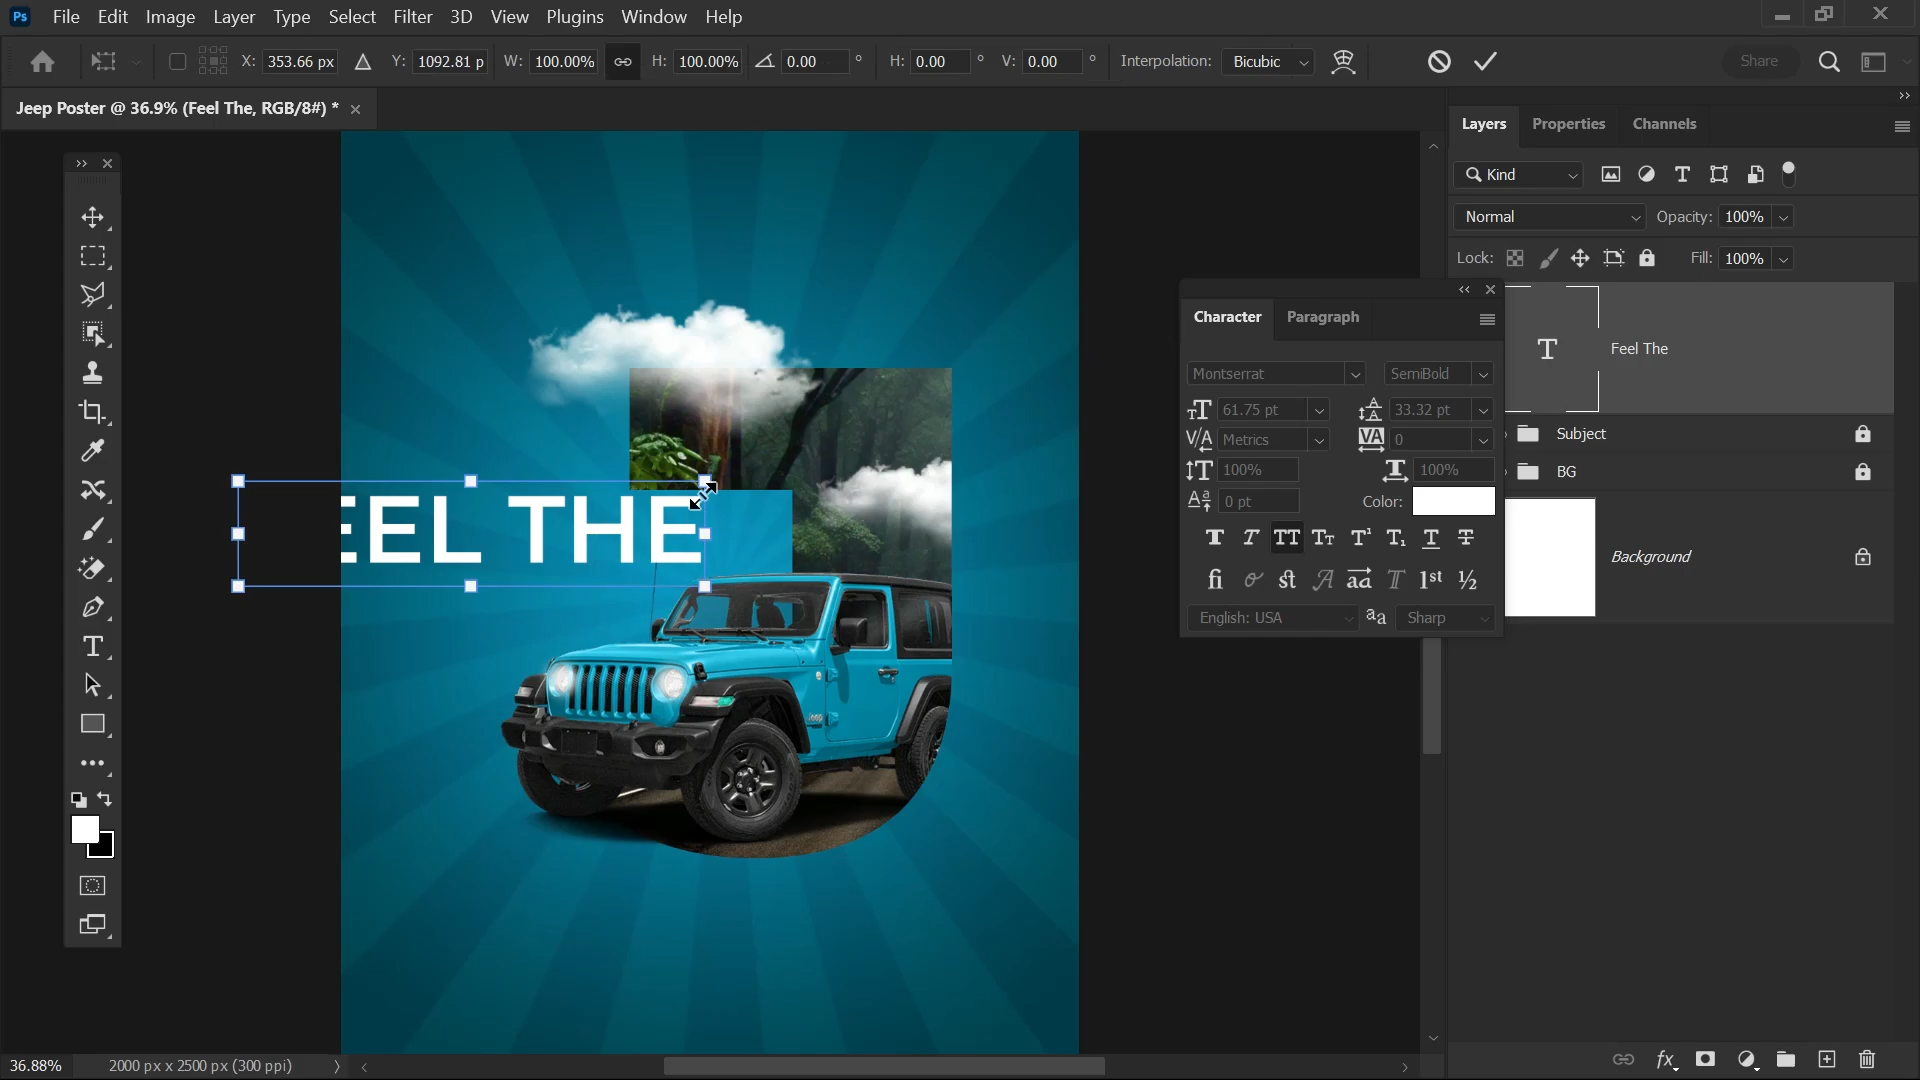 Ps File Edit Image Layer Type Select Filter 3D View Plugins Window Help
X: 353.66 px Y: 1092.81 p W: 100.00% H: 100.00% 0.00 ° H: 0.00 ° V: 0.00 ° Interpolation: Bicubic Share
Jeep Poster @ 36.9% (Feel The, RGB/8#) *
Layers Properties Channels
Kind
Normal Opacity: 100%
Lock: Fill: 100%
Feel The
Subject
BG
Background
Character Paragraph
Montserrat SemiBold
61.75 pt 33.32 pt
Metrics 0
100% 100%
0 pt Color:
English: USA Sharp
EEL THE
Jeep
36.88% 2000 px x 2500 px (300 ppi)